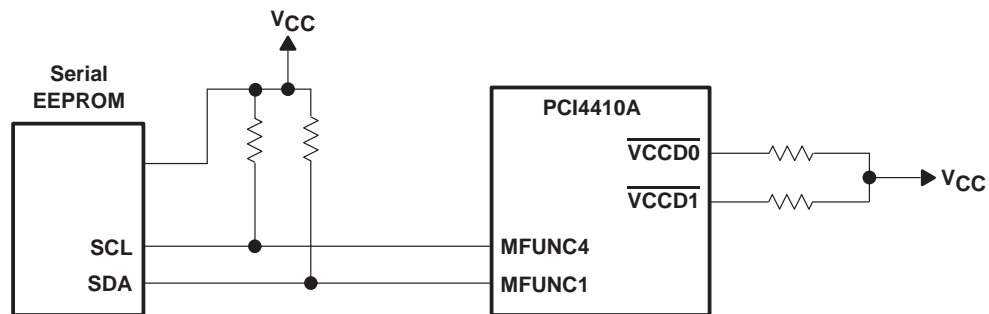 VCC
Serial
EEPROM
PCI4410A
VCCD0
VCCD1
VCC
SCL
MFUNC4
SDA
MFUNC1